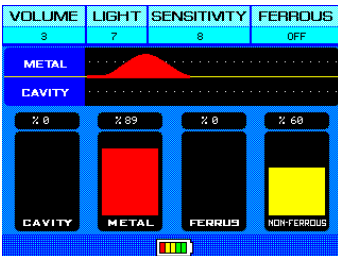 VOLUME LIGHT SENSITIVITY FERROUS
3 7 8 OFF
METAL
CAVITY
% 0 % 89 % 0 % 60
CAVITY METAL FERRUS NON-FERROUS